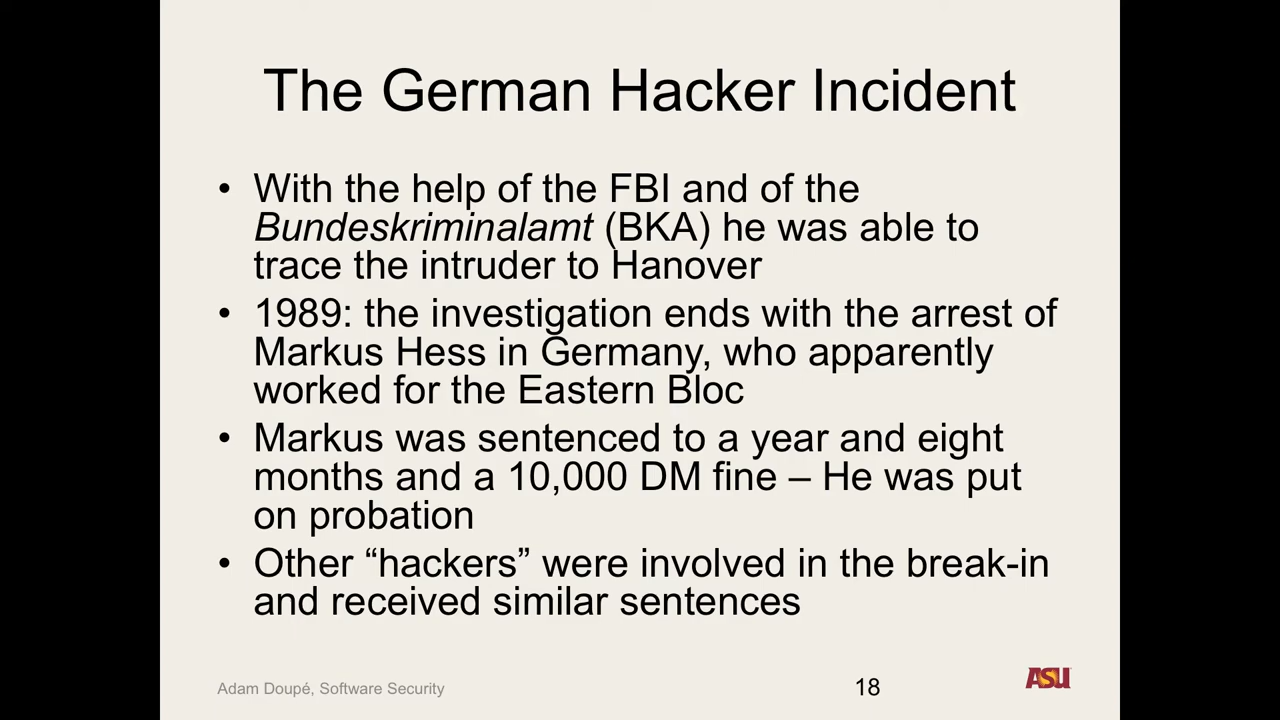 The German Hacker Incident
• With the help of the FBI and of the
Bundeskriminalamt (BKA) he was able to
trace the intruder to Hanover
• 1989: the investigation ends with the arrest of
Markus Hess in Germany, who apparently
worked for the Eastern Bloc
• Markus was sentenced to a year and eight
months and a 10,000 DM fine – He was put
on probation
• Other “hackers” were involved in the break-in
and received similar sentences
Adam Doupé, Software Security
18
ASU